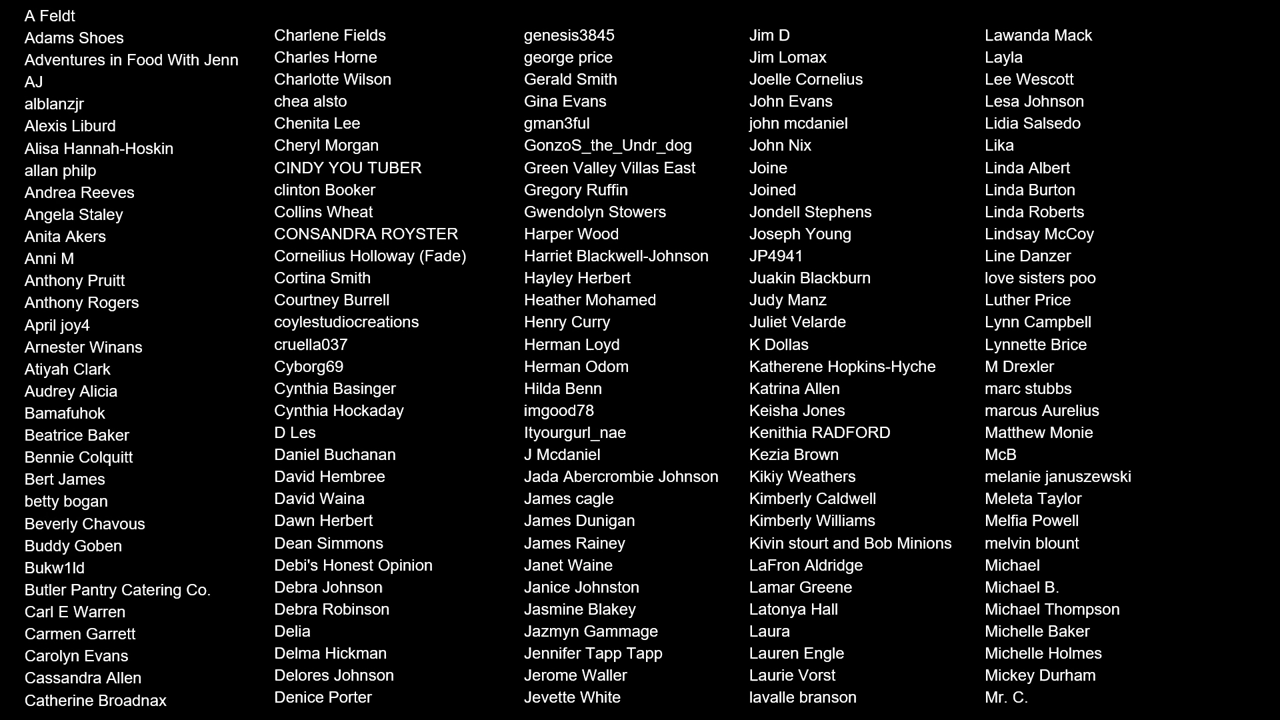 A Feldt
Adams Shoes
Adventures in Food With Jenn
AJ
alblanzjr
Alexis Liburd
Alisa Hannah-Hoskin
allan philp
Andrea Reeves
Angela Staley
Anita Akers
Anni M
Anthony Pruitt
Anthony Rogers
April joy4
Arnester Winans
Atiyah Clark
Audrey Alicia
Bamafuhok
Beatrice Baker
Bennie Colquitt
Bert James
betty bogan
Beverly Chavous
Buddy Goben
Bukw1ld
Butler Pantry Catering Co.
Carl E Warren
Carmen Garrett
Carolyn Evans
Cassandra Allen
Catherine Broadnax
Charlene Fields
Charles Horne
Charlotte Wilson
chea alsto
Chenita Lee
Cheryl Morgan
CINDY YOU TUBER
clinton Booker
Collins Wheat
CONSANDRA ROYSTER
Corneilius Holloway (Fade)
Cortina Smith
Courtney Burrell
coylestudiocreations
cruella037
Cyborg69
Cynthia Basinger
Cynthia Hockaday
D Les
Daniel Buchanan
David Hembree
David Waina
Dawn Herbert
Dean Simmons
Debi's Honest Opinion
Debra Johnson
Debra Robinson
Delia
Delma Hickman
Delores Johnson
Denice Porter
genesis3845
george price
Gerald Smith
Gina Evans
gman3ful
GonzoS_the_Undr_dog
Green Valley Villas East
Gregory Ruffin
Gwendolyn Stowers
Harper Wood
Harriet Blackwell-Johnson
Hayley Herbert
Heather Mohamed
Henry Curry
Herman Loyd
Herman Odom
Hilda Benn
imgood78
Ityourgurl_nae
J Mcdaniel
Jada Abercrombie Johnson
James cagle
James Dunigan
James Rainey
Janet Waine
Janice Johnston
Jasmine Blakey
Jazmyn Gammage
Jennifer Tapp Tapp
Jerome Waller
Jevette White
Jim D
Jim Lomax
Joelle Cornelius
John Evans
john mcdaniel
John Nix
Joine
Joined
Jondell Stephens
Joseph Young
JP4941
Juakin Blackburn
Judy Manz
Juliet Velarde
K Dollas
Katherene Hopkins-Hyche
Katrina Allen
Keisha Jones
Kenithia RADFORD
Kezia Brown
Kikiy Weathers
Kimberly Caldwell
Kimberly Williams
Kivin stourt and Bob Minions
LaFron Aldridge
Lamar Greene
Latonya Hall
Laura
Lauren Engle
Laurie Vorst
lavalle branson
Lawanda Mack
Layla
Lee Wescott
Lesa Johnson
Lidia Salsedo
Lika
Linda Albert
Linda Burton
Linda Roberts
Lindsay McCoy
Line Danzer
love sisters poo
Luther Price
Lynn Campbell
Lynnette Brice
M Drexler
marc stubbs
marcus Aurelius
Matthew Monie
McB
melanie januszewski
Meleta Taylor
Melfia Powell
melvin blount
Michael
Michael B.
Michael Thompson
Michelle Baker
Michelle Holmes
Mickey Durham
Mr. C.